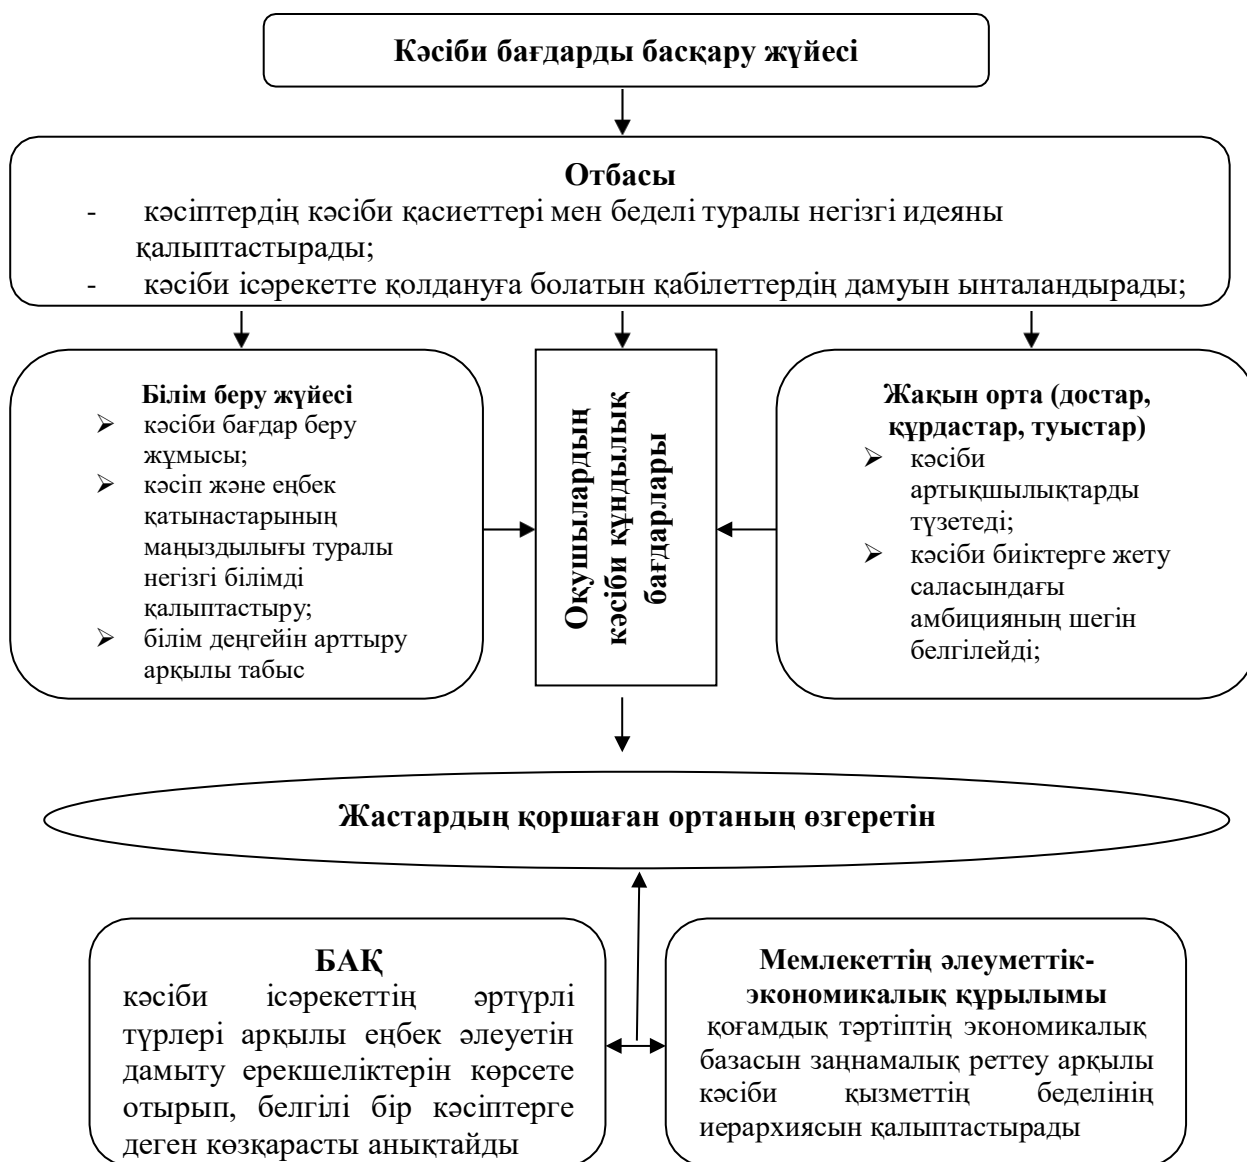 Кәсіби бағдарды басқару жүйесі
Отбасы
- кәсіптердің кәсіби қасиеттері мен беделі туралы негізгі идеяны
қалыптастырады;
- кәсіби ісәрекетте қолдануға болатын қабілеттердің дамуын ынталандырады;
Білім беру жүйесі
➢ кәсіби бағдар беру
жұмысы;
➢ кәсіп және еңбек
қатынастарының
маңыздылығы туралы
негізгі білімді
қалыптастыру;
➢ білім деңгейін арттыру
арқылы табыс
Оқушылардың
кәсіби құндылық
бағдарлары
Жақын орта (достар,
құрдастар, туыстар)
➢ кәсіби
артықшылықтарды
түзетеді;
➢ кәсіби биіктерге жету
саласындағы
амбицияның шегін
белгілейді;
Жастардың қоршаған ортаның өзгеретін
БАҚ
кәсіби ісәрекеттің әртүрлі
түрлері арқылы еңбек әлеуетін
дамыту ерекшеліктерін көрсете
отырып, белгілі бір кәсіптерге
деген көзқарасты анықтайды
Мемлекеттің әлеуметтік-
экономикалық құрылымы
қоғамдық тәртіптің экономикалық
базасын заңнамалық реттеу арқылы
кәсіби қызметтің беделінің
иерархиясын қалыптастырады